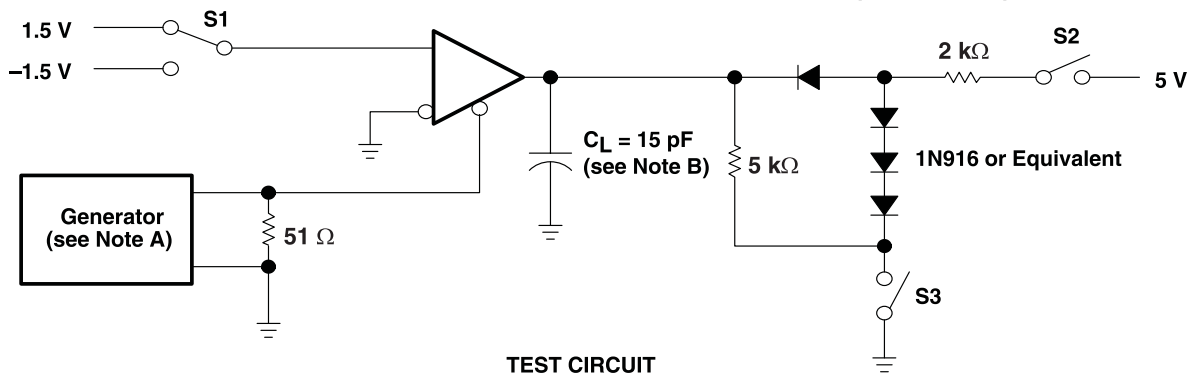 1.5 V
S1
–1.5 V
2 kΩ
S2
5 V
CL = 15 pF
(see Note B)
5 kΩ
1N916 or Equivalent
Generator
(see Note A)
51 Ω
S3
TEST CIRCUIT